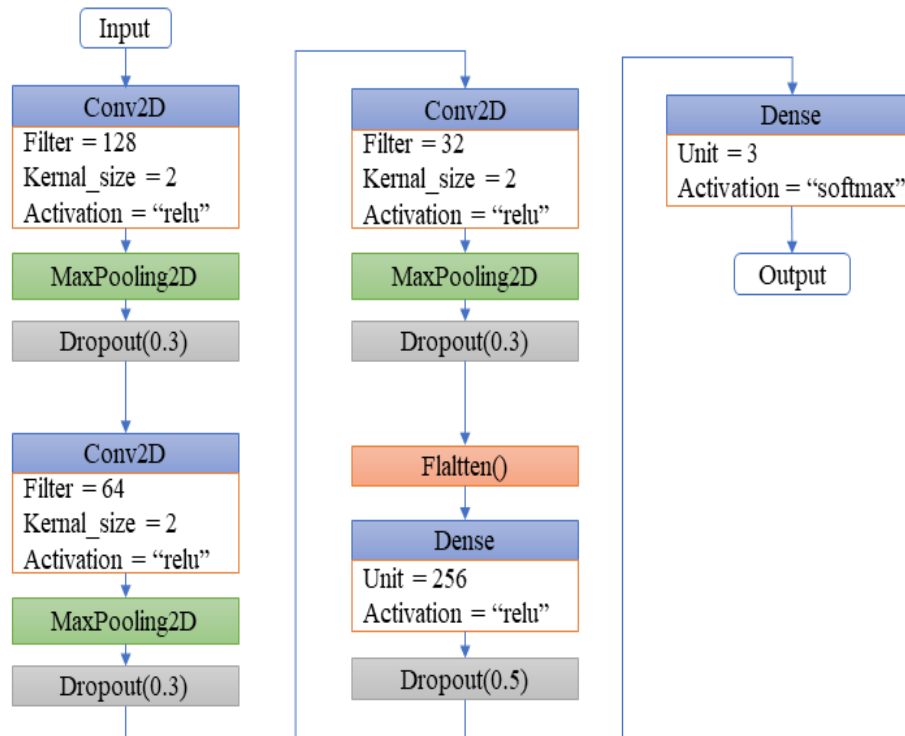 Input
Conv2D
Filter = 128
Kernal_size = 2
Activation = “relu”
MaxPooling2D
Dropout(0.3)
Conv2D
Filter = 64
Kernal_size = 2
Activation = “relu”
MaxPooling2D
Dropout(0.3)
Conv2D
Filter = 32
Kernal_size = 2
Activation = “relu”
MaxPooling2D
Dropout(0.3)
Flaltten()
Dense
Unit = 256
Activation = “relu”
Dropout(0.5)
Dense
Unit = 3
Activation = “softmax”
Output